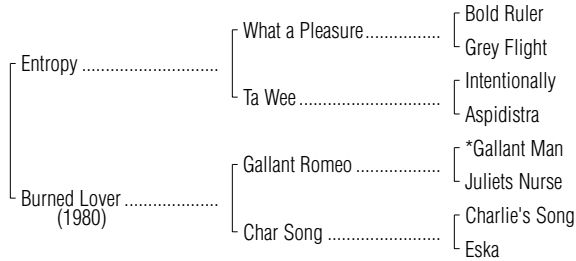 Bold Ruler
What a Pleasure.................
Grey Flight
Entropy ...............................
Intentionally
Ta Wee ................................
Aspidistra
*Gallant Man
Gallant Romeo ...................
Juliets Nurse
Burned Lover .....................
(1980)
Charlie's Song
Char Song ..........................
Eska